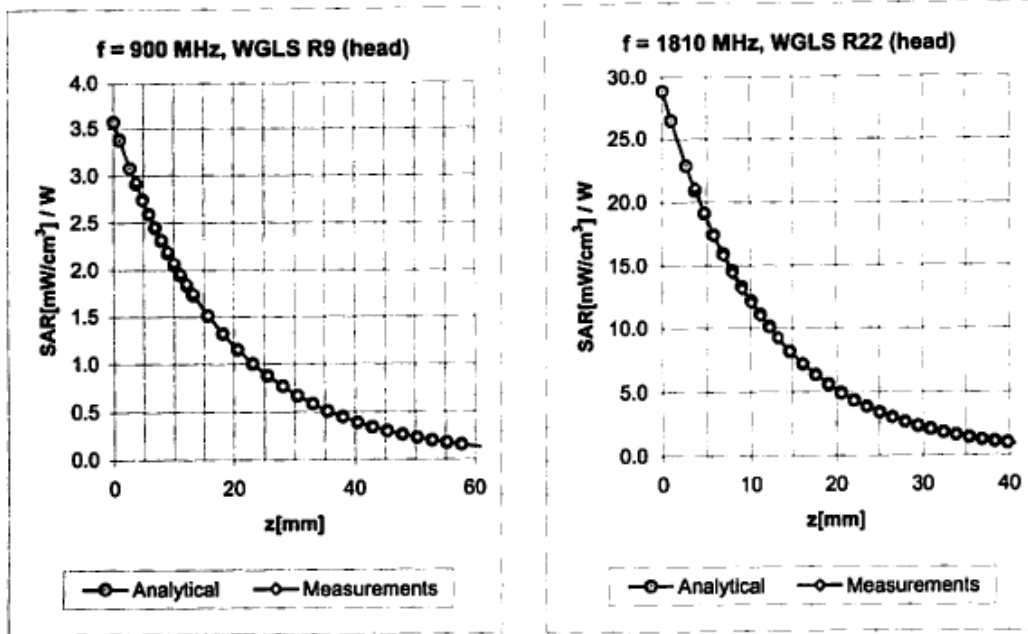 f = 900 MHz, WGLS R9 (head)
4.0
3.5
3.0
2.5
2.0
1.5
1.0
0.5
0.0
SAR[mW/cm³] / W
0 20 40 60
z[mm]
Analytical Measurements
f = 1810 MHz, WGLS R22 (head)
30.0
25.0
20.0
15.0
10.0
5.0
0.0
SAR[mW/cm³] / W
0 10 20 30 40
z[mm]
Analytical Measurements